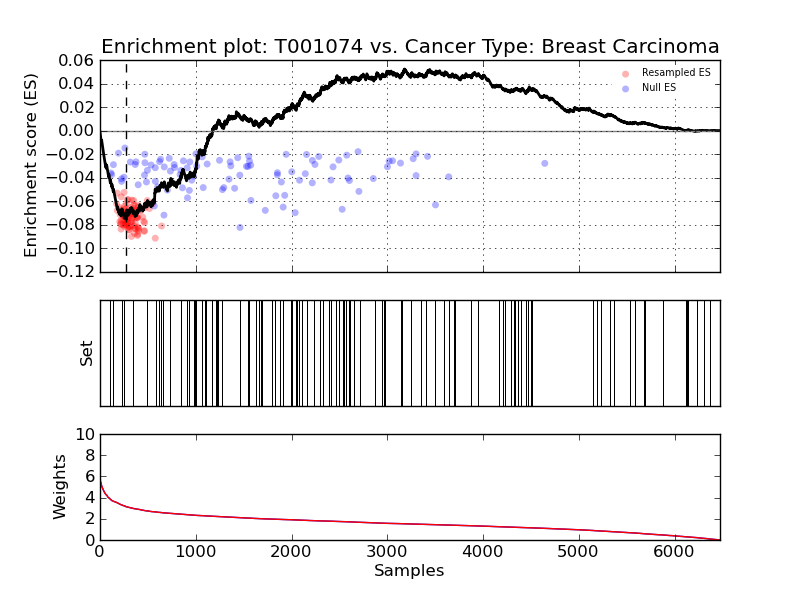 Enrichment plot: T001074 vs. Cancer Type: Breast Carcinoma
Enrichment score (ES)
0.06
0.04
0.02
0.00
−0.02
−0.04
−0.06
−0.08
−0.10
−0.12
Resampled ES
Null ES
Set
Weights
10
8
6
4
2
0
0 1000 2000 3000 4000 5000 6000
Samples